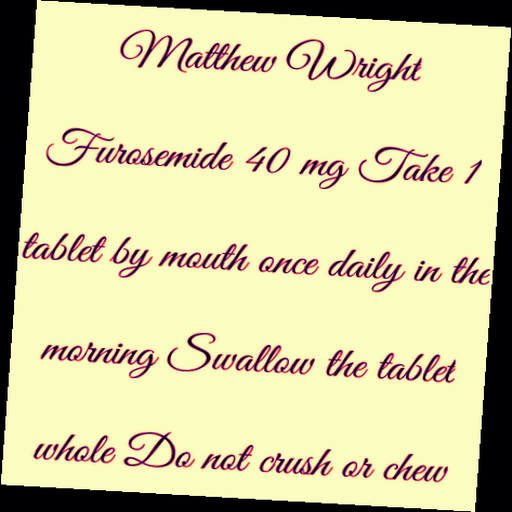 Matthew Wright
Furosemide 40 mg Take 1
tablet by mouth once daily in the
morning Swallow the tablet
whole Do not crush or chew